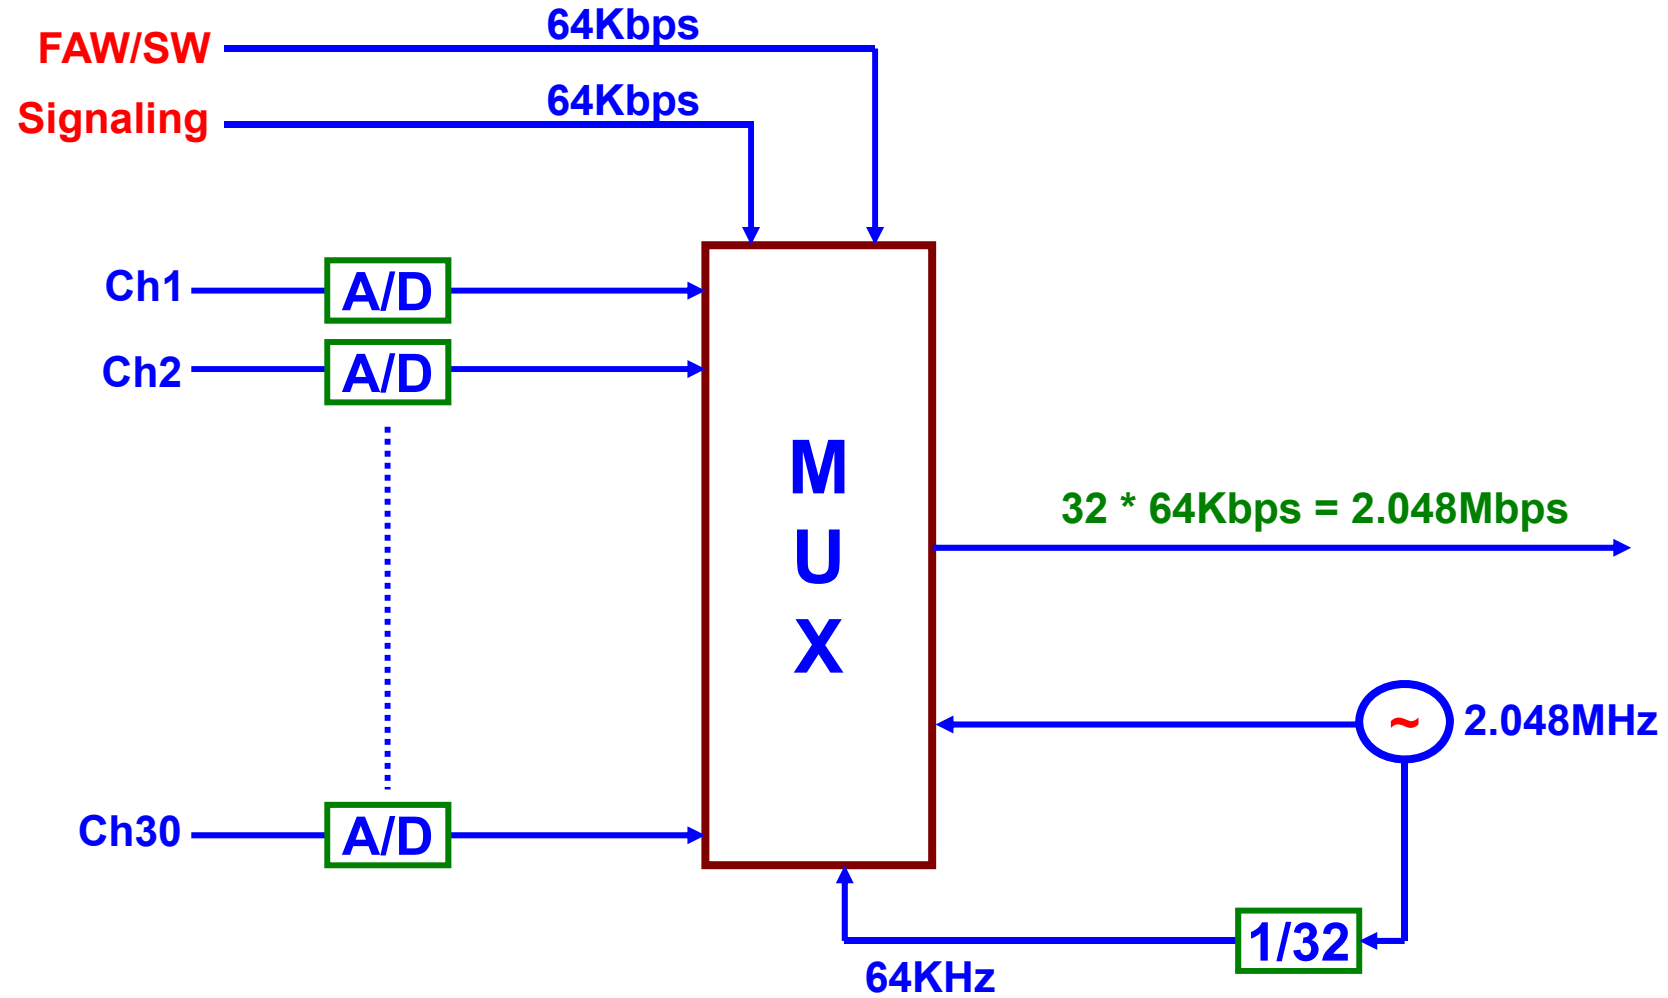 64Kbps
FAW/SW
64Kbps
Signaling
Ch1
A/D
Ch2
A/D
M
U
X
32 * 64Kbps = 2.048Mbps
~
2.048MHz
Ch30
A/D
1/32
64KHz